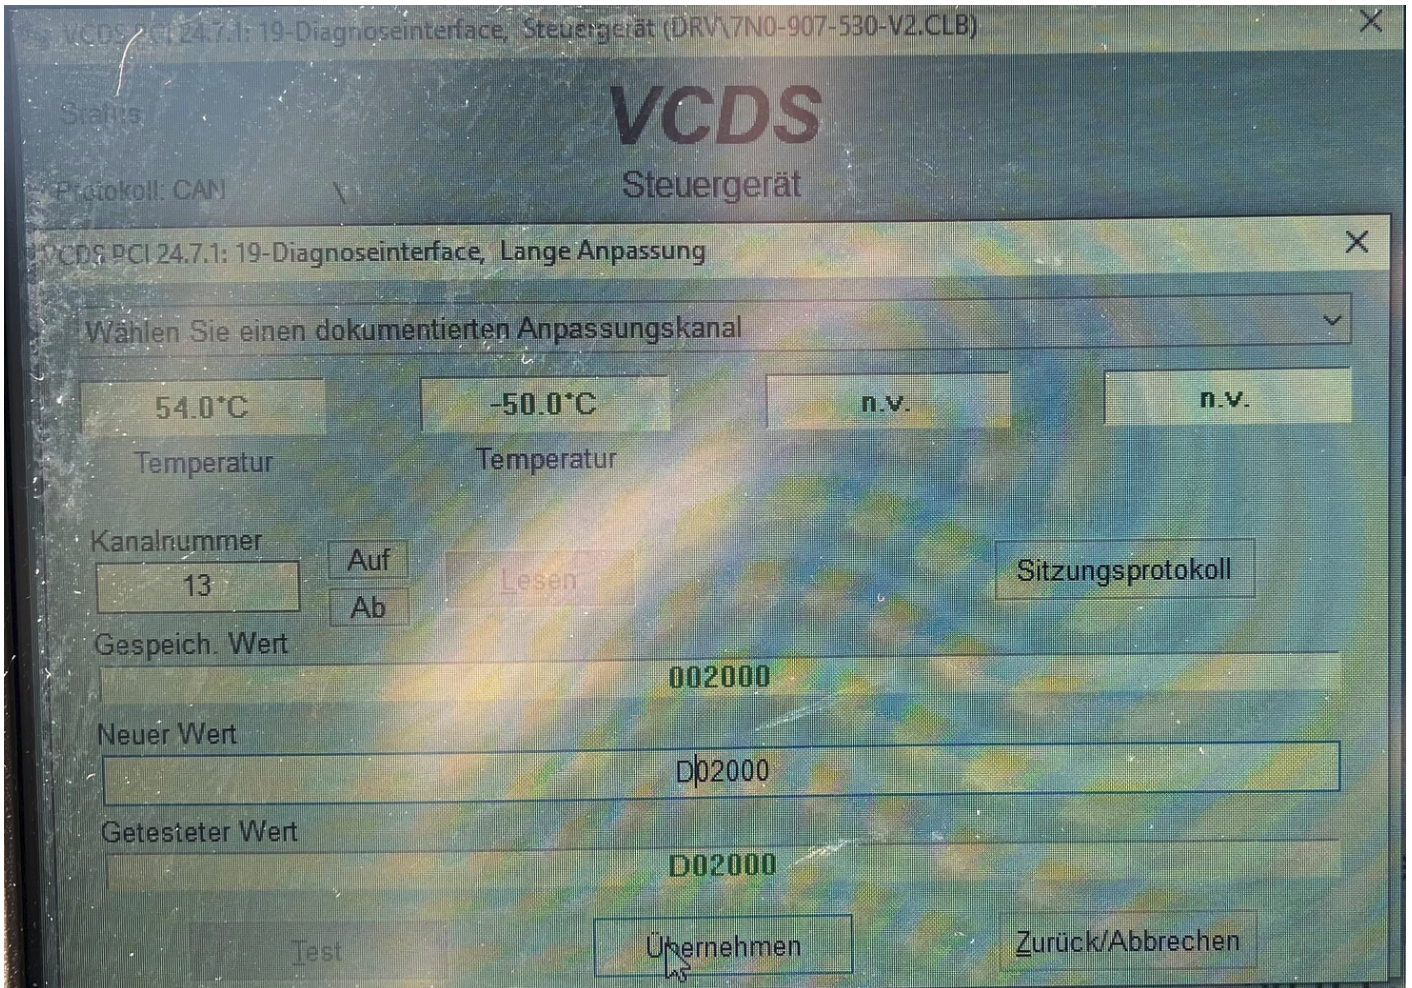 VCDS PCI 24.7.1: 19-Diagnoseinterface, Steuergerät (DRV\7N0-907-530-V2.CLB)
VCDS
Status
Steuergerät
Protokoll: CAN \
VCDS PCI 24.7.1: 19-Diagnoseinterface, Lange Anpassung
Wählen Sie einen dokumentierten Anpassungskanal
54.0°C -50.0°C n.v. n.v.
Temperatur Temperatur
Kanalnummer
13 Auf Ab Lesen Sitzungsprotokoll
Gespeich. Wert
002000
Neuer Wert
D02000
Getesteter Wert
D02000
Test Übernehmen Zurück/Abbrechen